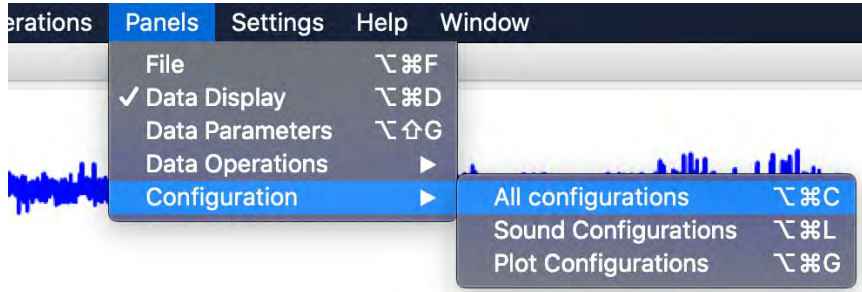 erations Panels Settings Help Window
File ⌥⌘F
✓ Data Display ⌥⌘D
Data Parameters ⌥⇧G
Data Operations ▶
Configuration ▶
All configurations ⌥⌘C
Sound Configurations ⌥⌘L
Plot Configurations ⌥⌘G